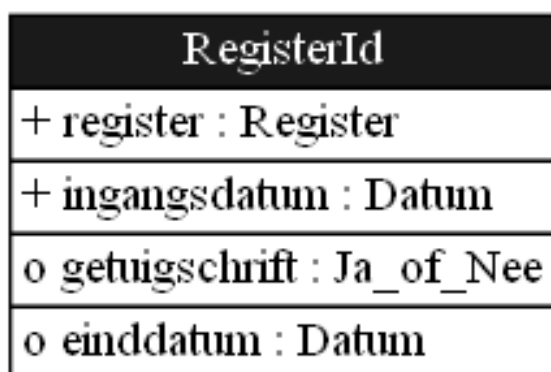 RegisterId
+ register : Register
+ ingangsdatum : Datum
o getuigschrift : Ja_of_Nee
o einddatum : Datum